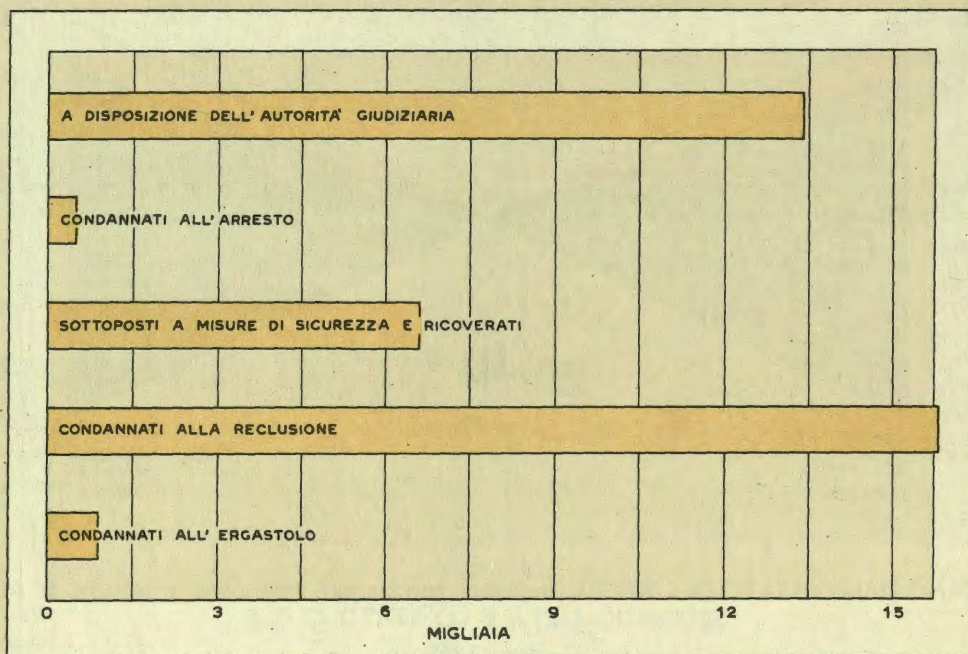 A DISPOSIZIONE DELL'AUTORITÀ GIUDIZIARIA
CONDANNATI ALL'ARRESTO
SOTTOPOSTI A MISURE DI SICUREZZA E RICOVERATI
CONDANNATI ALLA RECLUSIONE
CONDANNATI ALL'ERGASTOLO
0 3 6 9 12 15
MIGLIAIA